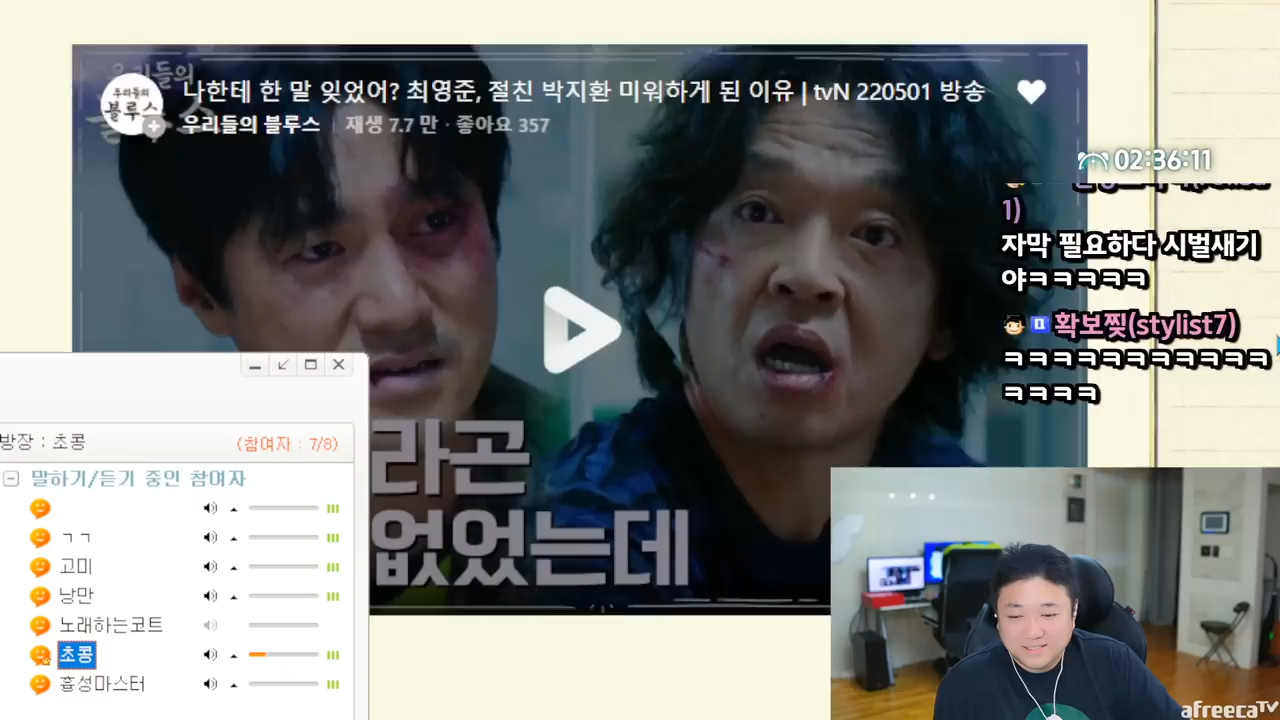 나한테 한 말 잊었어? 최영준, 절친 박지환 미워하게 된 이유 | tvN 220501 방송
우리들의 블루스 | 재생 7.7 만 · 좋아요 357
우리들의
블루스
02:36:11
1)
자막 필요하다 시벌새기
야ㅋㅋㅋㅋㅋ
확보찢(stylist7)
ㅋㅋㅋㅋㅋㅋㅋㅋㅋㅋㅋ
ㅋㅋㅋㅋ
라곤
없었는데
방장 : 초콩
(참여자 : 7/8)
말하기/듣기 중인 참여자
ㄱㄱ
고미
낭만
노래하는코트
초콩
흉성마스터
afreecaTV